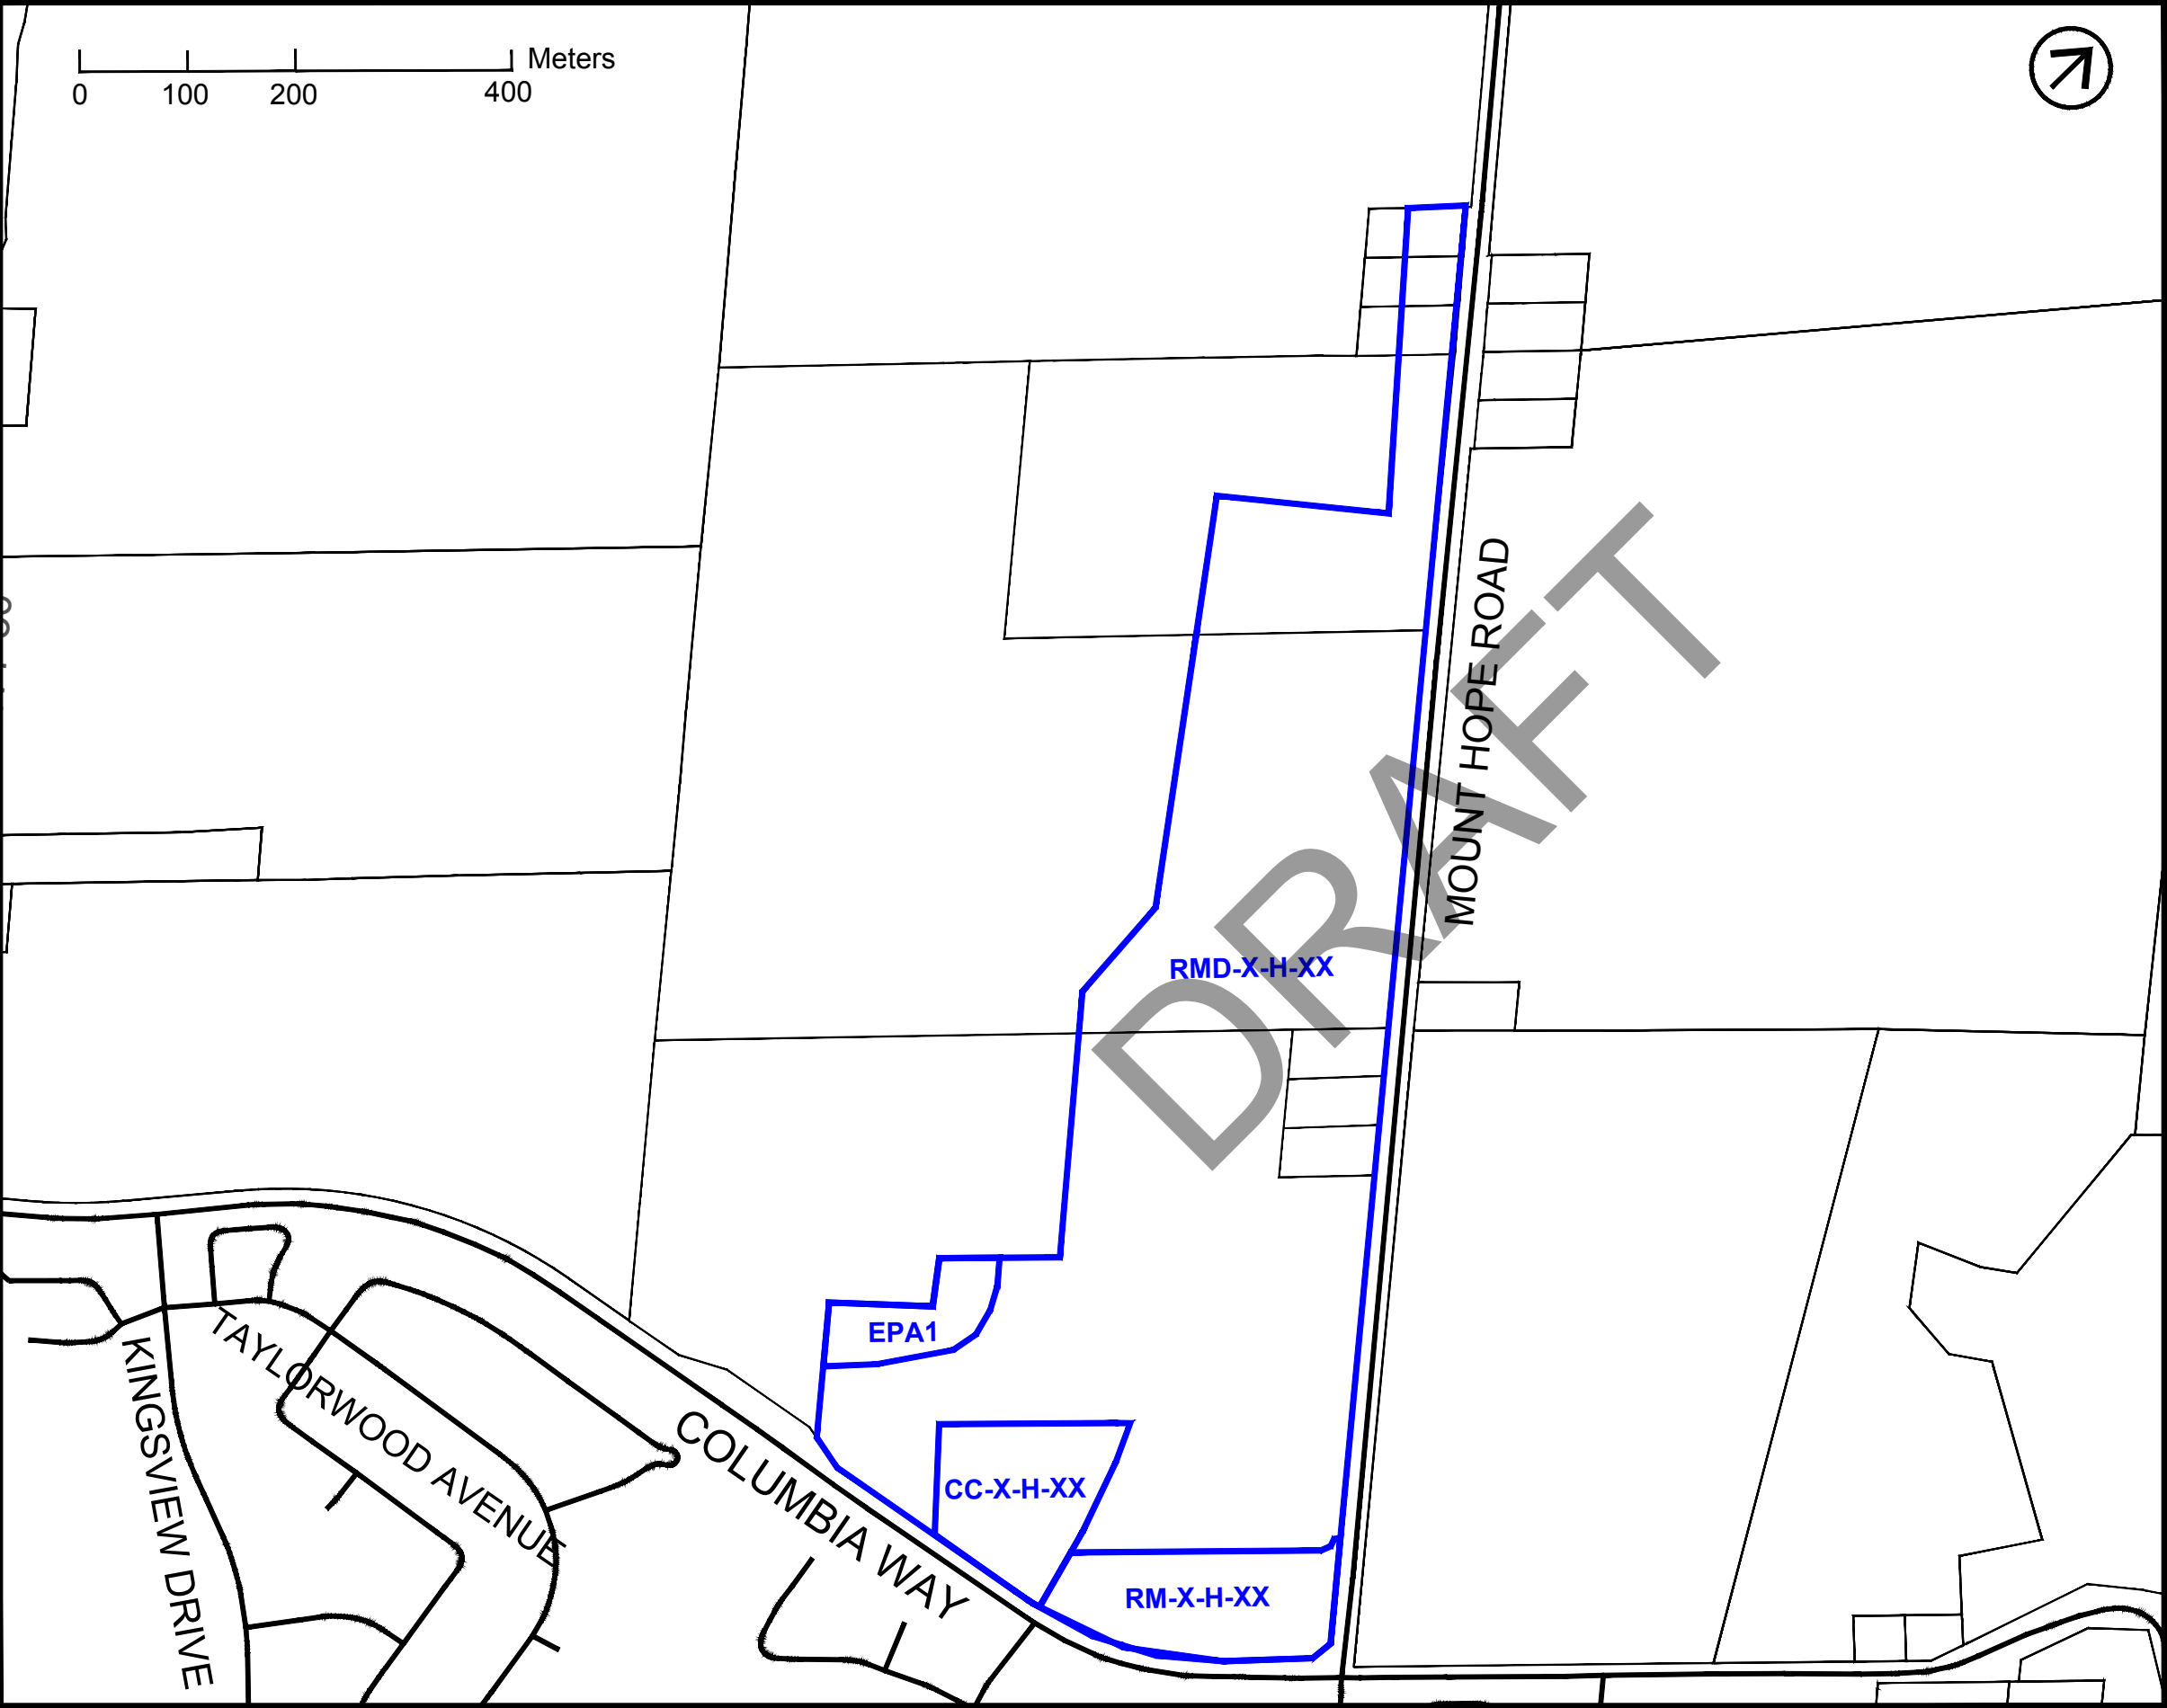 Meters
0 100 200 400
MOUNT HOPE ROAD
DRAFT
RMD-X-H-XX
EPA1
TAYLORWOOD AVENUE
KINGSVIEW DRIVE
COLUMBIA WAY
CC-X-H-XX
RM-X-H-XX